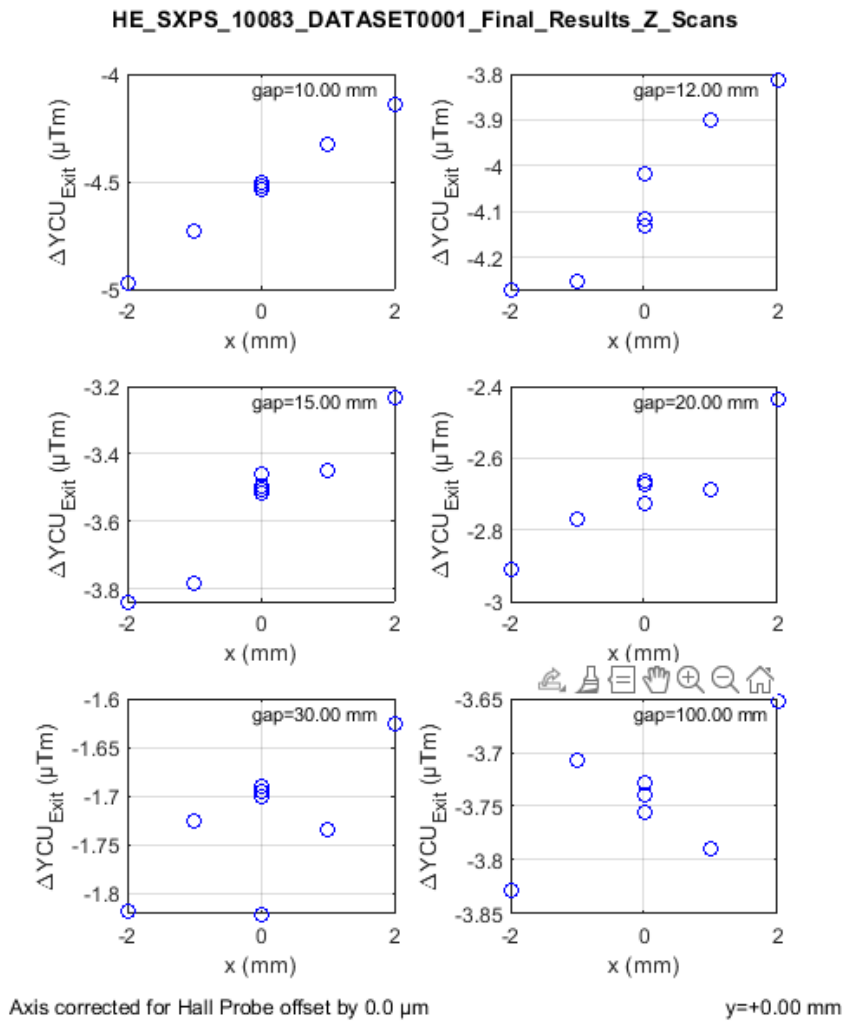 HE_SXPS_10083_DATASET0001_Final_Results_Z_Scans
gap=10.00 mm
-4
-4.5
-5
ΔYCU_Exit (µTm)
-2 0 2
x (mm)
gap=12.00 mm
-3.8
-3.9
-4
-4.1
-4.2
ΔYCU_Exit (µTm)
-2 0 2
x (mm)
gap=15.00 mm
-3.2
-3.4
-3.6
-3.8
ΔYCU_Exit (µTm)
-2 0 2
x (mm)
gap=20.00 mm
-2.4
-2.6
-2.8
-3
ΔYCU_Exit (µTm)
-2 0 2
x (mm)
gap=30.00 mm
-1.6
-1.65
-1.7
-1.75
-1.8
ΔYCU_Exit (µTm)
-2 0 2
x (mm)
gap=100.00 mm
-3.65
-3.7
-3.75
-3.8
-3.85
ΔYCU_Exit (µTm)
-2 0 2
x (mm)
Axis corrected for Hall Probe offset by 0.0 µm
y=+0.00 mm